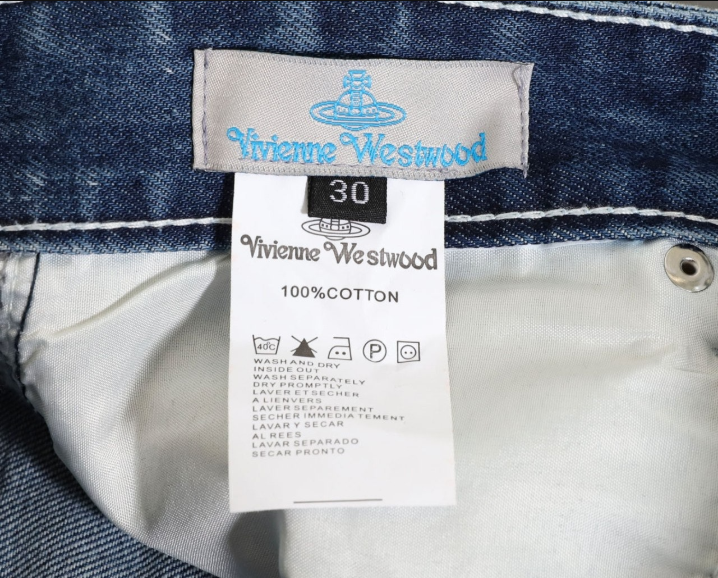 Vivienne Westwood
30
Vivienne Westwood
100%COTTON
40°C
P
WASH AND DRY
INSIDE OUT
WASH SEPARATELY
DRY PROMPTLY
LAVER ET SECHER
A LIENVERS
LAVER SEPAREMENT
SECHER IMMEDIA TEMENT
LAVAR Y SECAR
AL REES
LAVAR SEPARADO
SECAR PRONTO